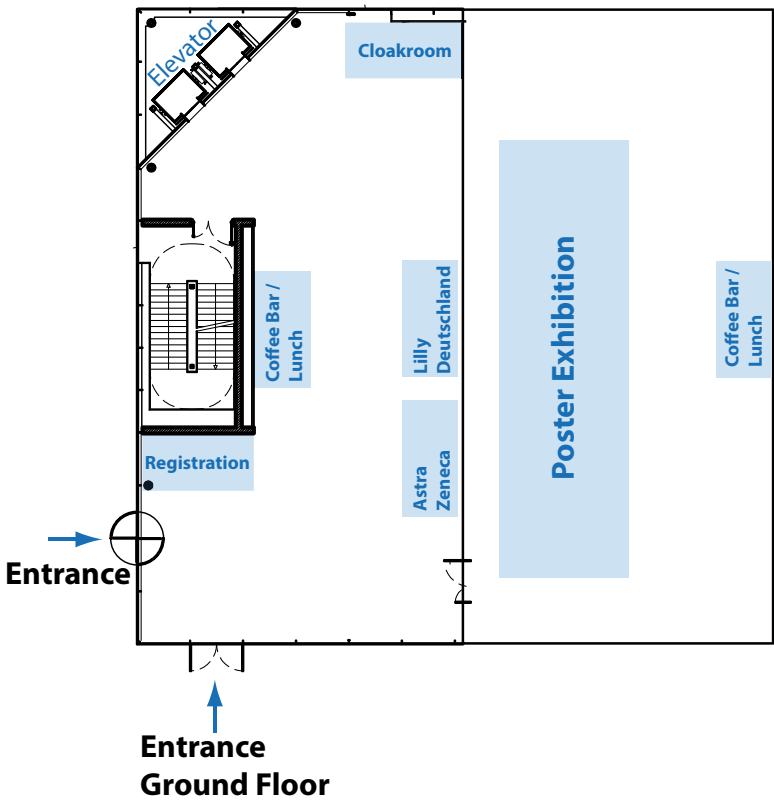 Elevator
Cloakroom
Coffee Bar /
Lunch
Lilly
Deutschland
Poster Exhibition
Coffee Bar /
Lunch
Registration
Astra
Zeneca
Entrance
Entrance
Ground Floor